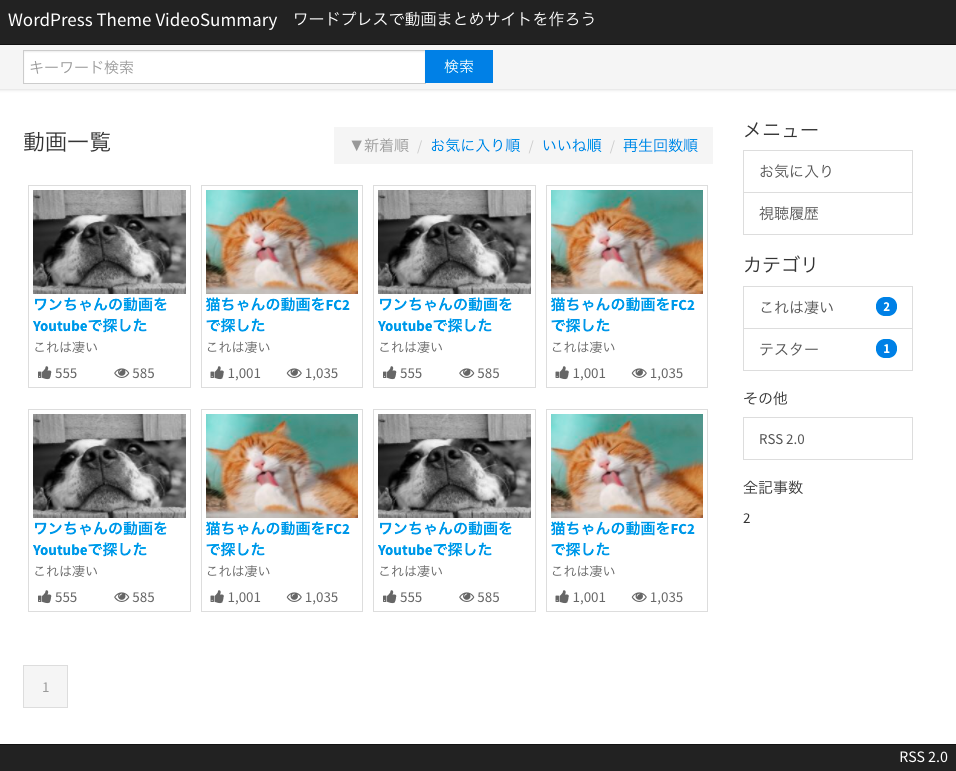 WordPress Theme VideoSummary ワードプレスで動画まとめサイトを作ろう
キーワード検索 検索
動画一覧
▼新着順 / お気に入り順 / いいね順 / 再生回数順
ワンちゃんの動画を
Youtubeで探した
これは凄い
555 585
猫ちゃんの動画をFC2
で探した
これは凄い
1,001 1,035
ワンちゃんの動画を
Youtubeで探した
これは凄い
555 585
猫ちゃんの動画をFC2
で探した
これは凄い
1,001 1,035
ワンちゃんの動画を
Youtubeで探した
これは凄い
555 585
猫ちゃんの動画をFC2
で探した
これは凄い
1,001 1,035
ワンちゃんの動画を
Youtubeで探した
これは凄い
555 585
猫ちゃんの動画をFC2
で探した
これは凄い
1,001 1,035
1
メニュー
お気に入り
視聴履歴
カテゴリ
これは凄い 2
テスター 1
その他
RSS 2.0
全記事数
2
RSS 2.0